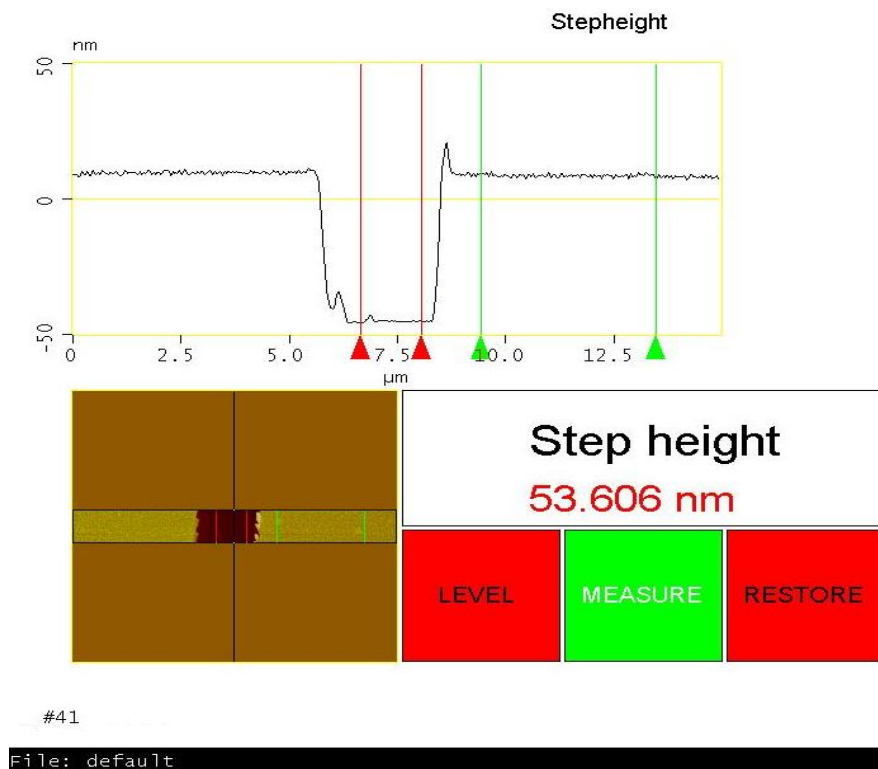 Stepheight
nm
50
0
-50
0 2.5 5.0 7.5 10.0 12.5
µm
Step height
53.606 nm
LEVEL MEASURE RESTORE
#41
File: default